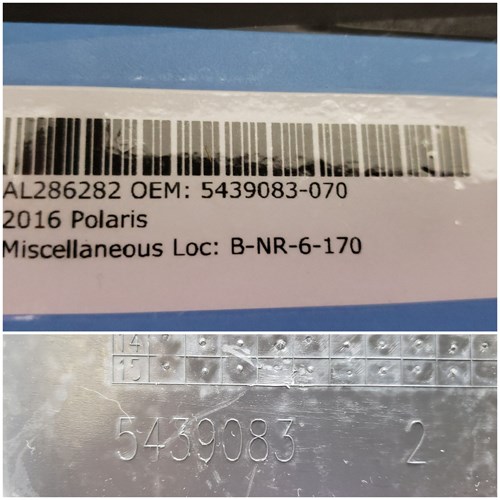 AL286282 OEM: 5439083-070
2016 Polaris
Miscellaneous Loc: B-NR-6-170
14
15
5439083 2